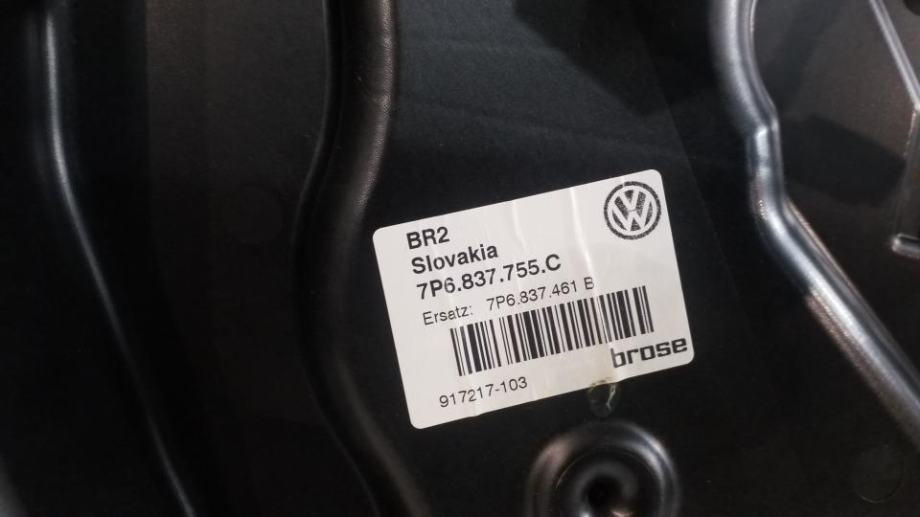 BR2
Slovakia
7P6.837.755.C
Ersatz: 7P6.837.461 B
brose
917217-103